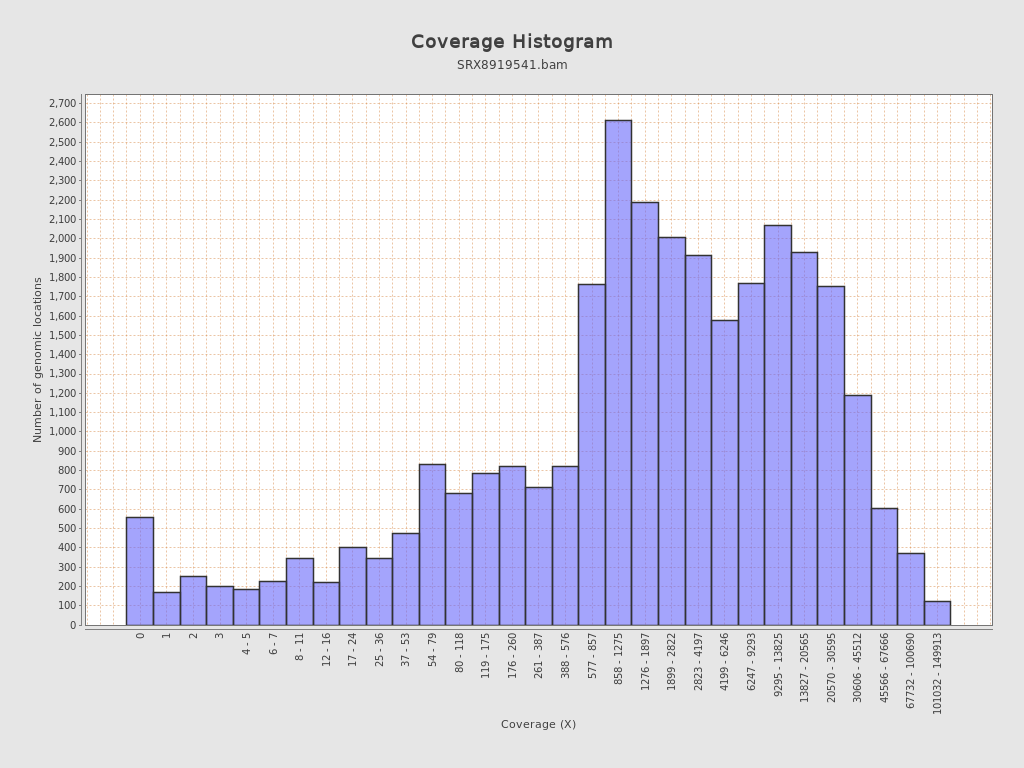 Coverage Histogram
SRX8919541.bam
Number of genomic locations
2,700
2,600
2,500
2,400
2,300
2,200
2,100
2,000
1,900
1,800
1,700
1,600
1,500
1,400
1,300
1,200
1,100
1,000
900
800
700
600
500
400
300
200
100
0
0
1
2
3
4 - 5
6 - 7
8 - 11
12 - 16
17 - 24
25 - 36
37 - 53
54 - 79
80 - 118
119 - 175
176 - 260
261 - 387
388 - 576
577 - 857
858 - 1275
1276 - 1897
1899 - 2822
2823 - 4197
4199 - 6246
6247 - 9293
9295 - 13825
13827 - 20565
20570 - 30595
30606 - 45512
45566 - 67666
67732 - 100690
101032 - 149913
Coverage (X)